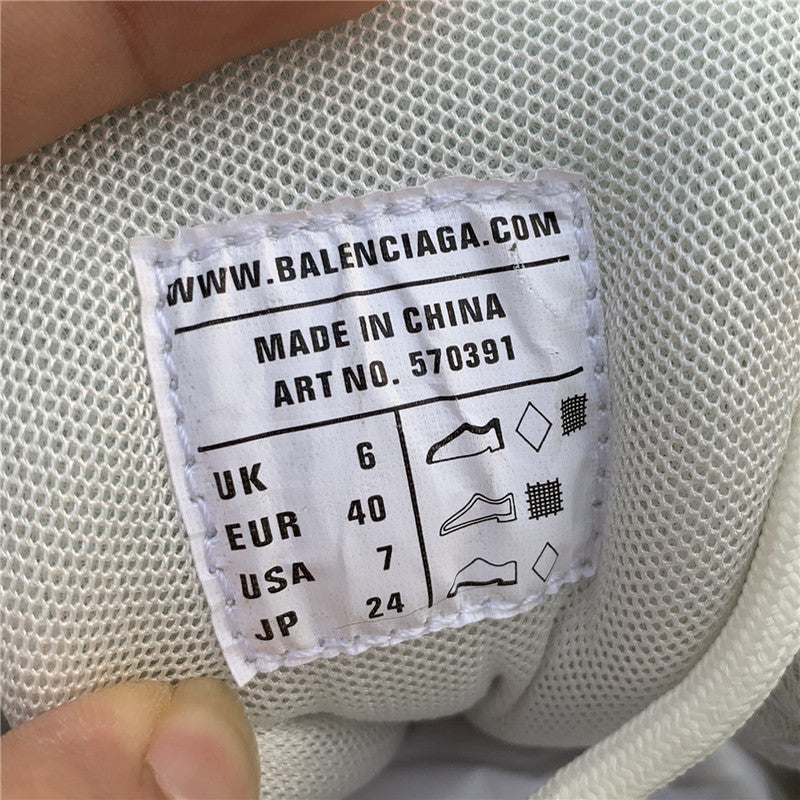 WWW.BALENCIAGA.COM
MADE IN CHINA
ART NO. 570391
UK 6
EUR 40
USA 7
JP 24